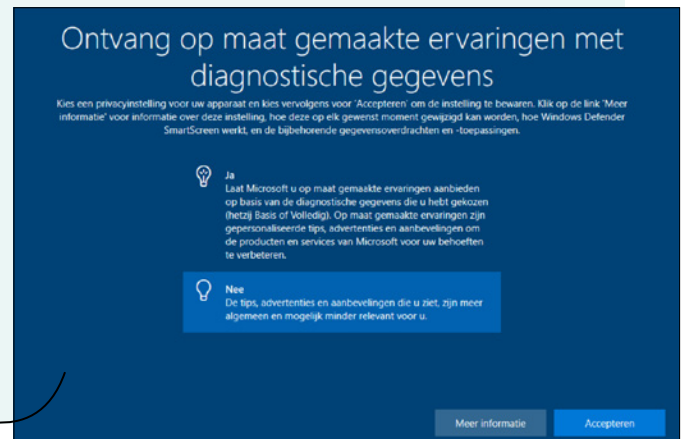 Ontvang op maat gemaakte ervaringen met
diagnostische gegevens
Kies een privacyinstelling voor uw apparaat en kies vervolgens voor 'Accepteren' om de instelling te bewaren. Klik op de link 'Meer
informatie' voor informatie over deze instelling, hoe deze op elk gewenst moment gewijzigd kan worden, hoe Windows Defender
SmartScreen werkt, en de bijbehorende gegevensoverdrachten en -toepassingen.
Ja
Laat Microsoft u op maat gemaakte ervaringen aanbieden
op basis van de diagnostische gegevens die u hebt gekozen
(hetzij Basis of Volledig). Op maat gemaakte ervaringen zijn
gepersonaliseerde tips, advertenties en aanbevelingen om
de producten en services van Microsoft voor uw behoeften
te verbeteren.
Nee
De tips, advertenties en aanbevelingen die u ziet, zijn meer
algemeen en mogelijk minder relevant voor u.
Meer informatie
Accepteren